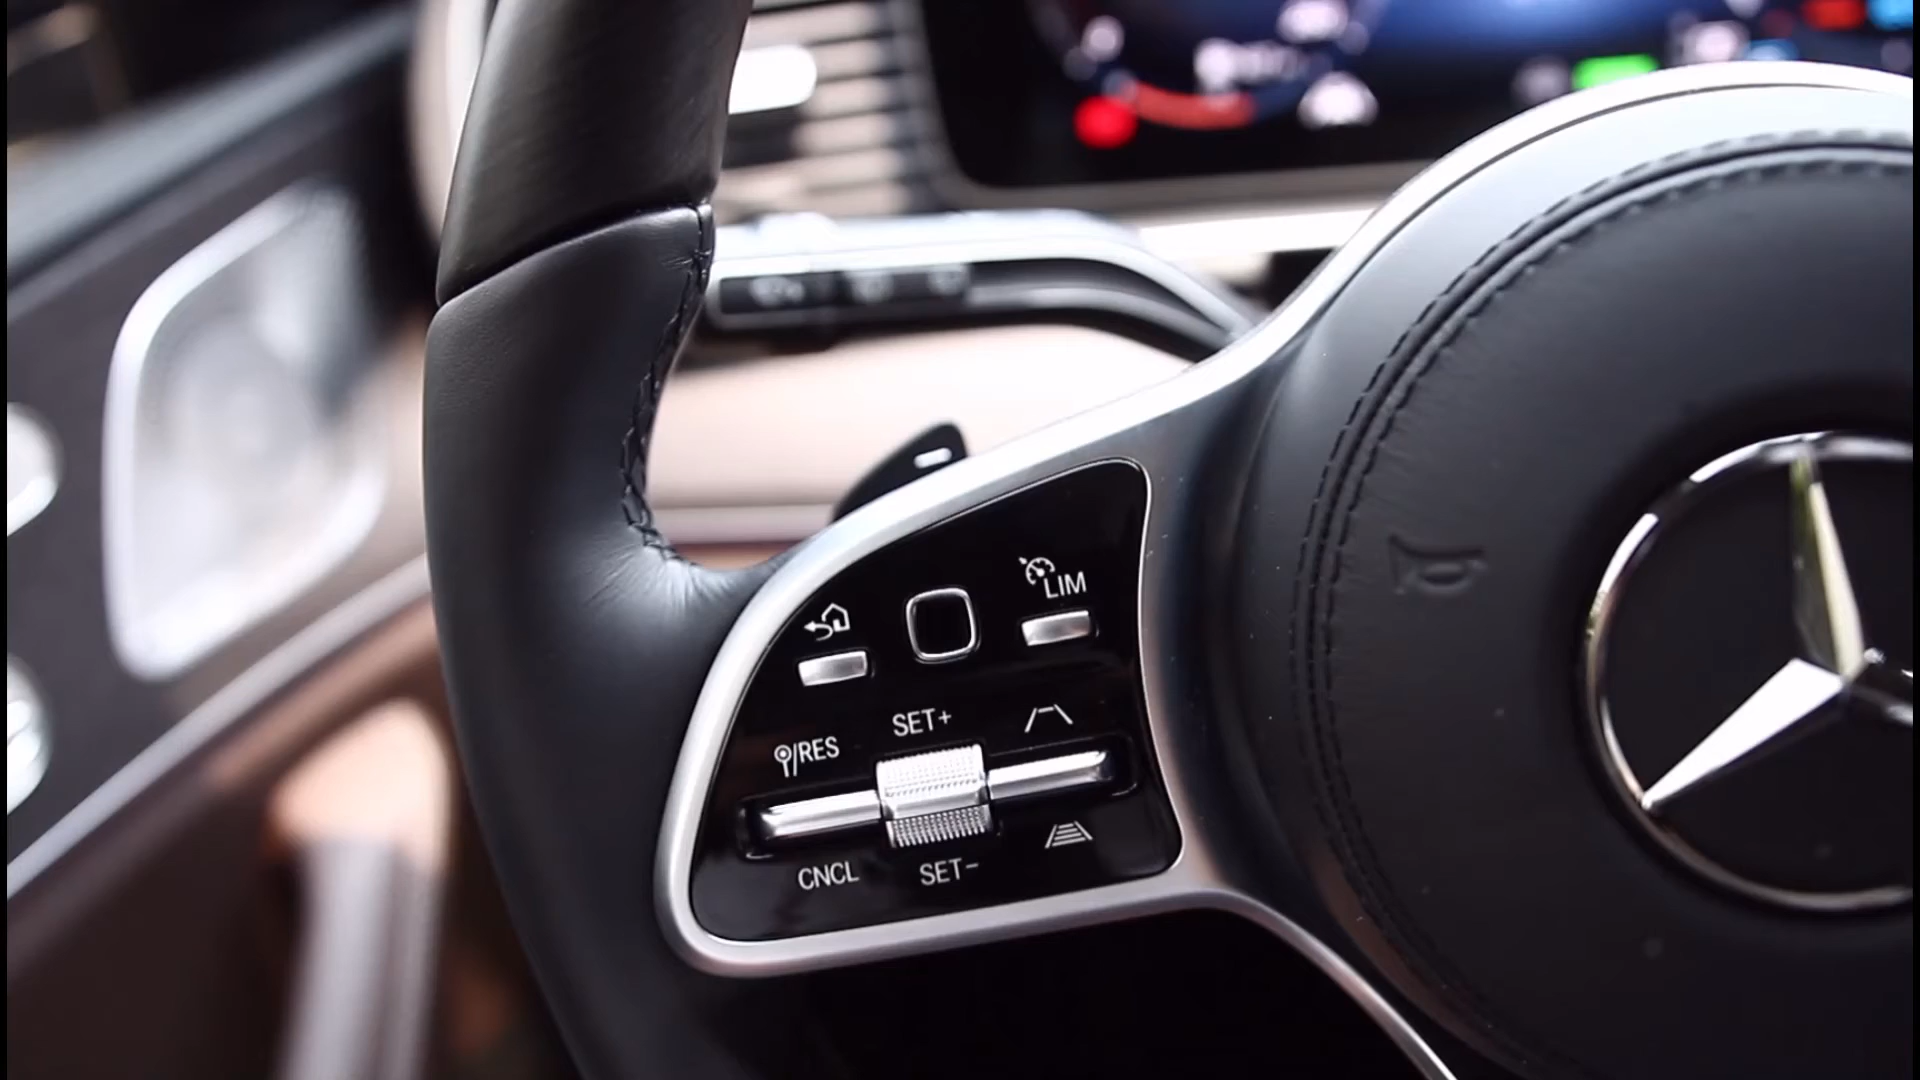 LIM
SET+
/RES
CNCL
SET-